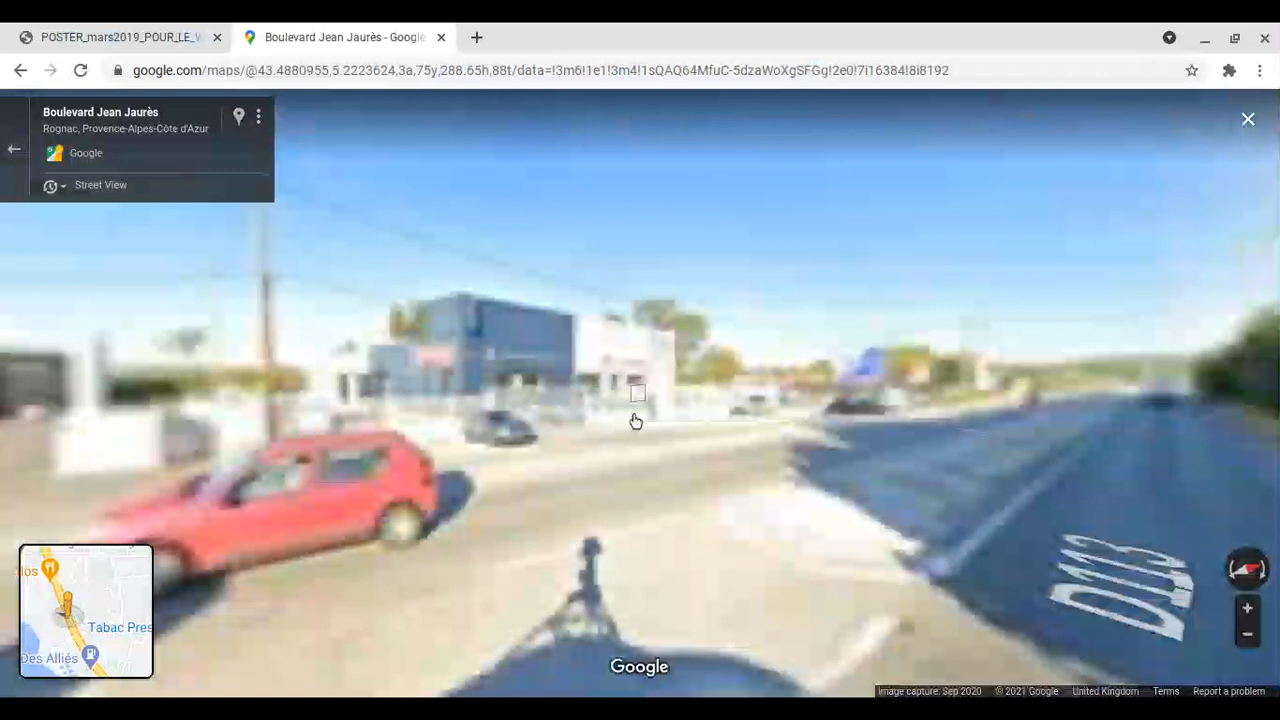 POSTER_mars2019_POUR_LE_
Boulevard Jean Jaurès - Google
google.com/maps/@43.4880955,5.2223624,3a,75y,288.65h,88t/data=!3m6!1e1!3m4!1sQAQ64MfuC-5dzaWoXgSFGg!2e0!7i16384!8i8192
Boulevard Jean Jaurès
Rognac, Provence-Alpes-Côte d'Azur
Google
Street View
D113
los
Tabac Pres
Des Alliés
Google
Image capture: Sep 2020 © 2021 Google United Kingdom Terms Report a problem